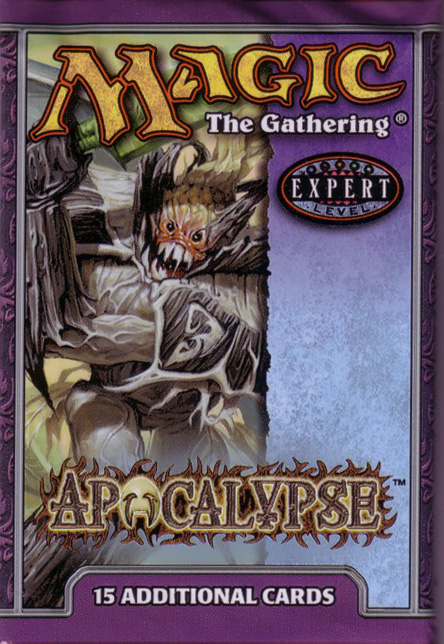 MAGIC
The Gathering®
EXPERT
LEVEL
APOCALYPSE™
15 ADDITIONAL CARDS